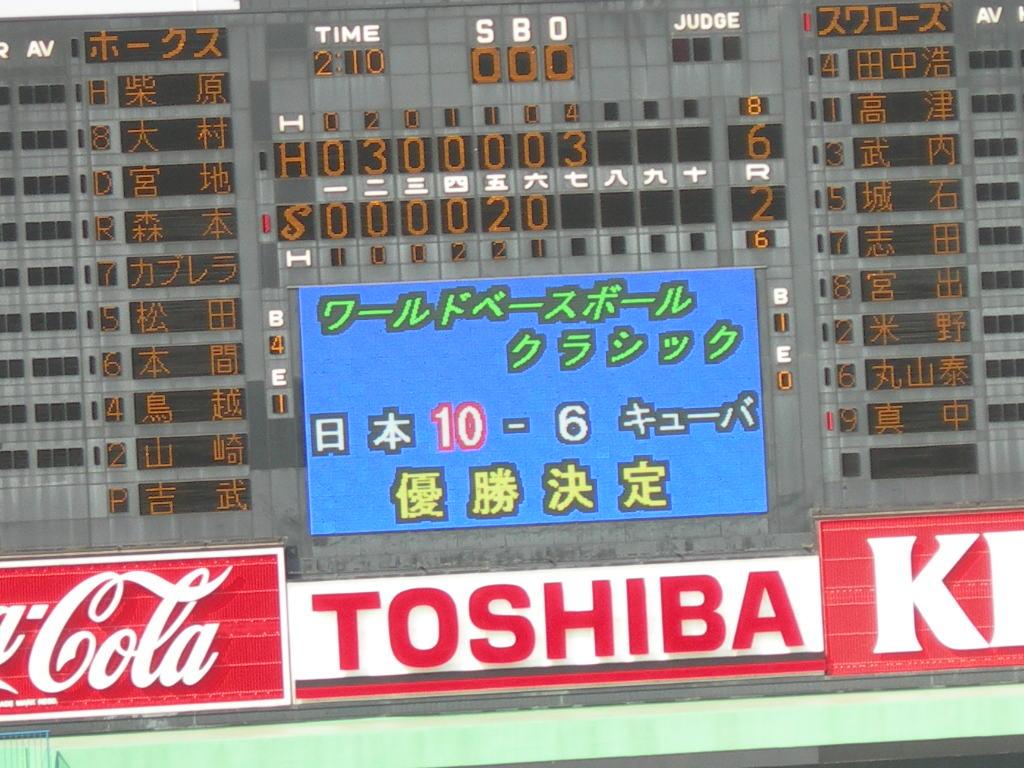 R AV ホークス
H 柴原
8 大村
D 宮地
R 森本
7 カブレラ
5 松田
6 本間
4 鳥越
2 山崎
P 吉武
TIME
2:10
S B O
0 0 0
JUDGE
H 0 2 0 1 1 0 4 8
H 0 3 0 0 0 0 3 6
一 二 三 四 五 六 七 八 九 十 R
S 0 0 0 0 2 0 2
H 1 0 0 2 2 1 6
B 4 E 1
B 1 E 0
ワールドベースボール
クラシック
日本 10 - 6 キューバ
優勝決定
スワローズ AV
4 田中浩
1 高津
3 武内
5 城石
7 志田
8 宮出
2 米野
6 丸山泰
9 真中
a-Cola
TOSHIBA
KI